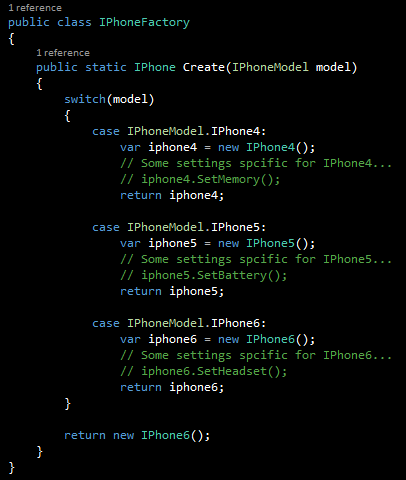 1 reference
public class IPhoneFactory
{
1 reference
public static IPhone Create(IPhoneModel model)
{
switch(model)
{
case IPhoneModel.IPhone4:
var iphone4 = new IPhone4();
// Some settings spcific for IPhone4...
// iphone4.SetMemory();
return iphone4;
case IPhoneModel.IPhone5:
var iphone5 = new IPhone5();
// Some settings spcific for IPhone5...
// iphone5.SetBattery();
return iphone5;
case IPhoneModel.IPhone6:
var iphone6 = new IPhone6();
// Some settings spcific for IPhone6...
// iphone6.SetHeadset();
return iphone6;
}
return new IPhone6();
}
}